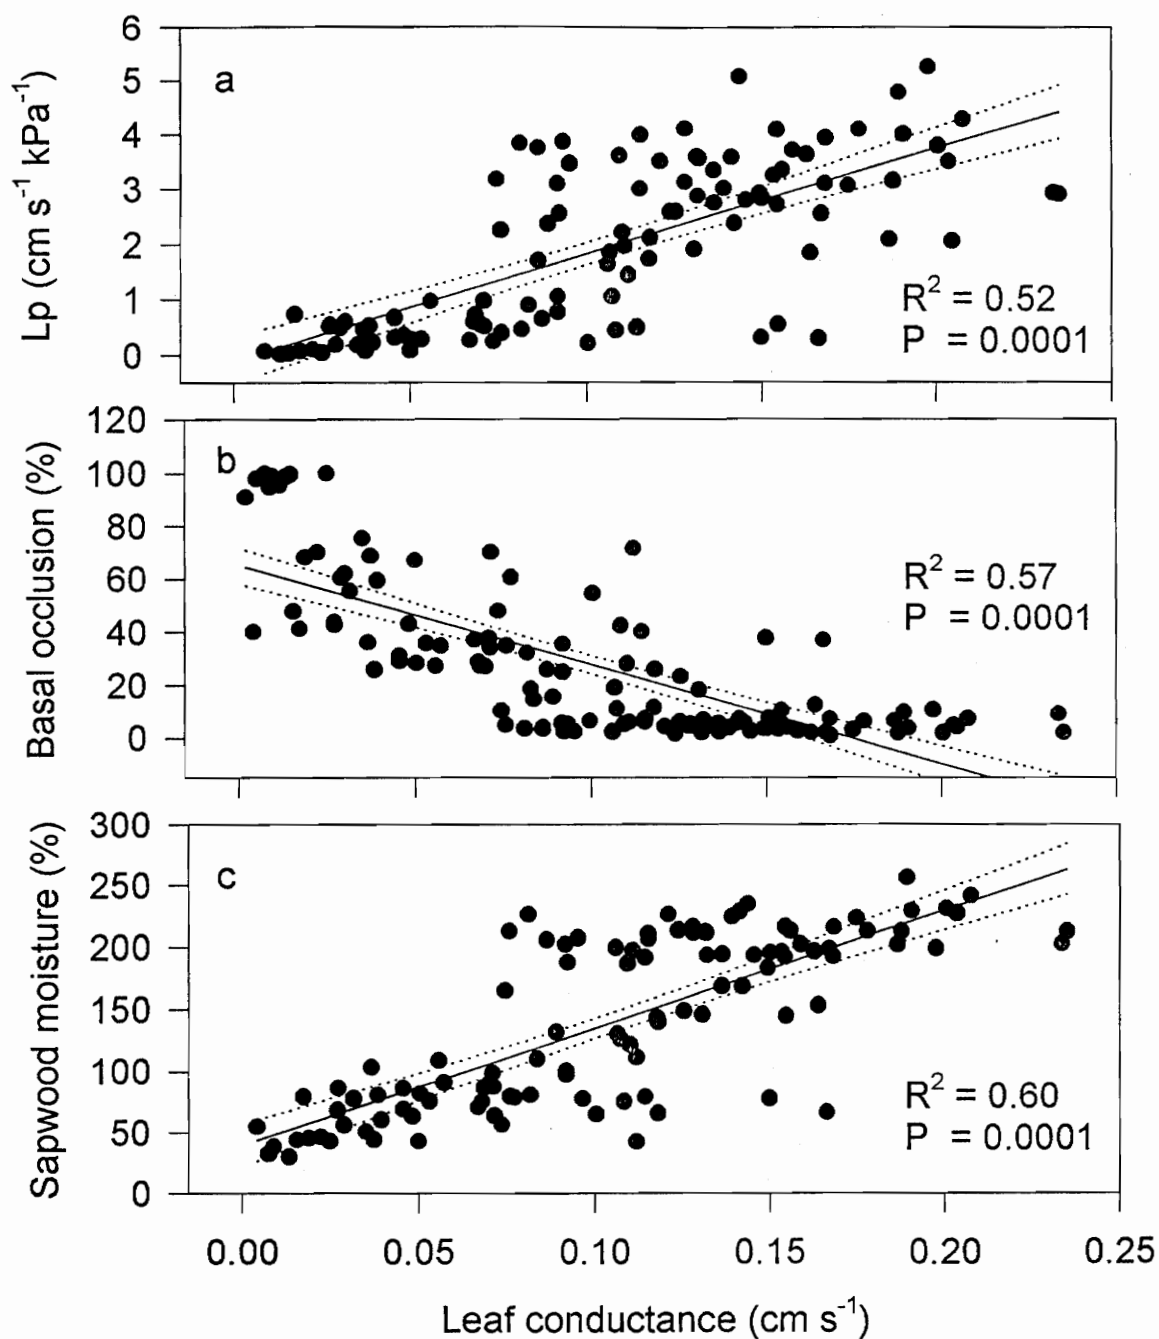 a
Lp (cm s⁻¹ kPa⁻¹)
6
5
4
3
2
1
0
R² = 0.52
P = 0.0001
b
Basal occlusion (%)
120
100
80
60
40
20
0
R² = 0.57
P = 0.0001
c
Sapwood moisture (%)
300
250
200
150
100
50
0
R² = 0.60
P = 0.0001
0.00 0.05 0.10 0.15 0.20 0.25
Leaf conductance (cm s⁻¹)